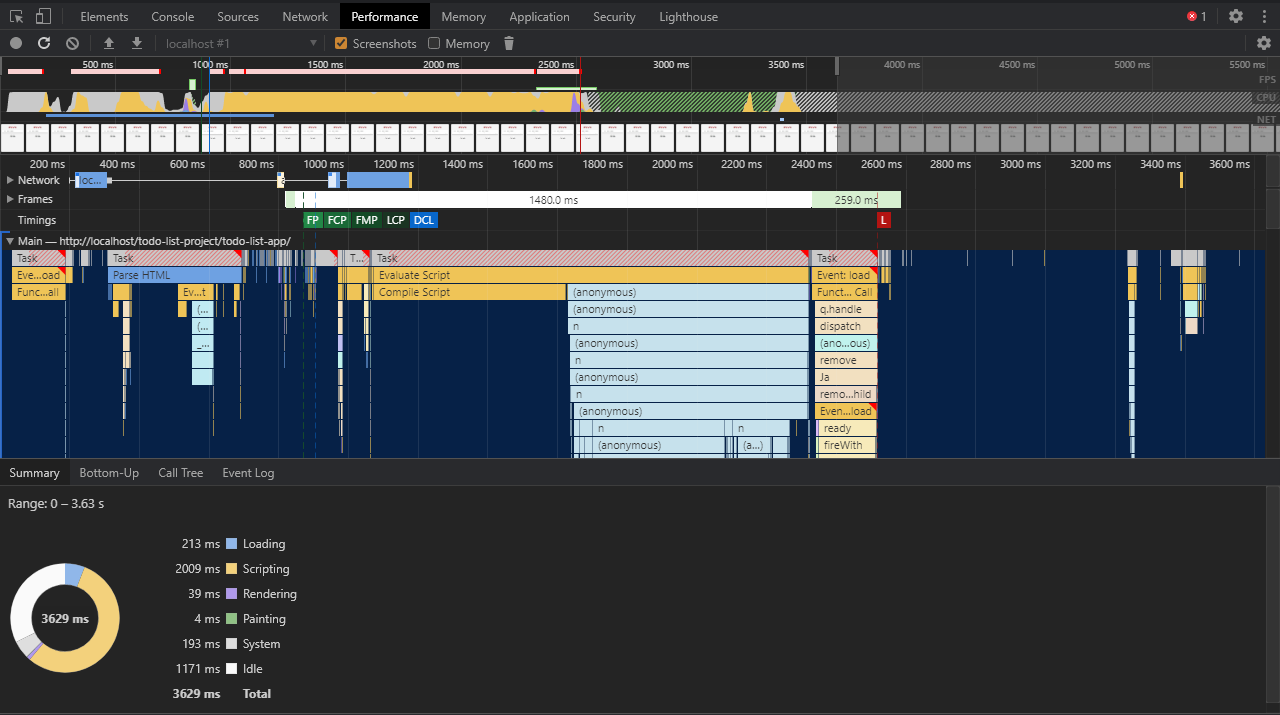 Elements Console Sources Network Performance Memory Application Security Lighthouse 1
localhost #1 Screenshots Memory
500 ms 1000 ms 1500 ms 2000 ms 2500 ms 3000 ms 3500 ms 4000 ms 4500 ms 5000 ms 5500 ms
FPS
CPU
NET
200 ms 400 ms 600 ms 800 ms 1000 ms 1200 ms 1400 ms 1600 ms 1800 ms 2000 ms 2200 ms 2400 ms 2600 ms 2800 ms 3000 ms 3200 ms 3400 ms 3600 ms
Network loc...
Frames 1480.0 ms 259.0 ms
Timings FP FCP FMP LCP DCL L
Main — http://localhost/todo-list-project/todo-list-app/
Task Task T... Task Task
Eve...oad Parse HTML Evaluate Script Event: load
Func...all Ev...t Compile Script (anonymous) Func... Call
(... (anonymous) q.handle
(... n dispatch
_... (anonymous) (ano...ous)
n remove
(anonymous) Ja
n remo...hild
(anonymous) Even...load
n n ready
(anonymous) (a...) fireWith
Summary Bottom-Up Call Tree Event Log
Range: 0 – 3.63 s
213 ms Loading
2009 ms Scripting
39 ms Rendering
3629 ms
4 ms Painting
193 ms System
1171 ms Idle
3629 ms Total